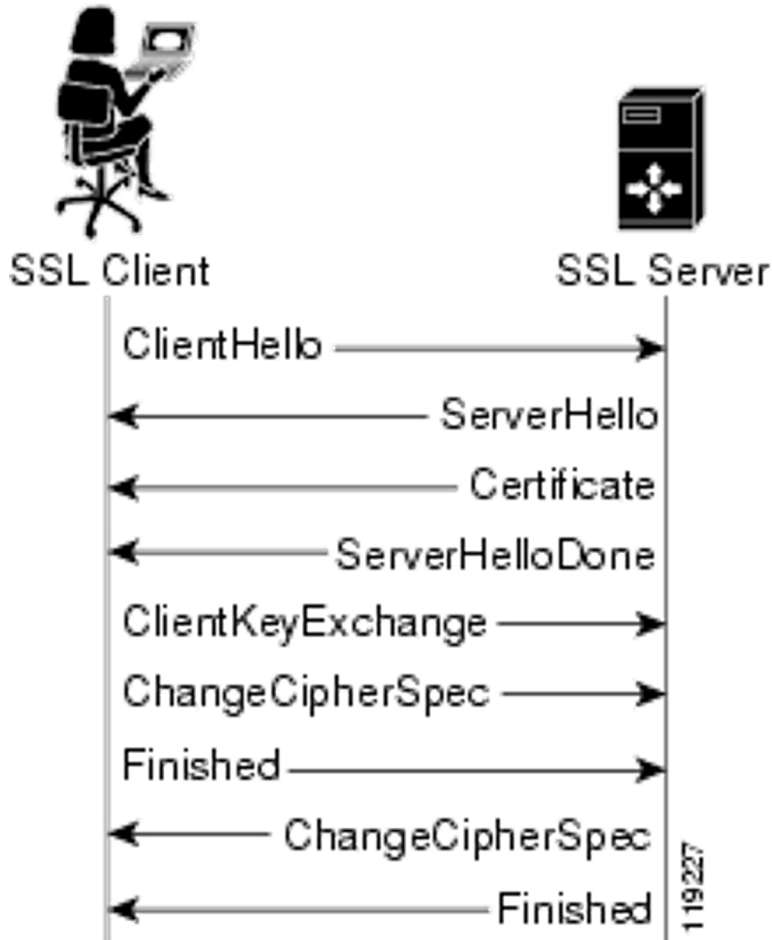 SSL Client
SSL Server
ClientHello
ServerHello
Certificate
ServerHelloDone
ClientKeyExchange
ChangeCipherSpec
Finished
ChangeCipherSpec
Finished
119227